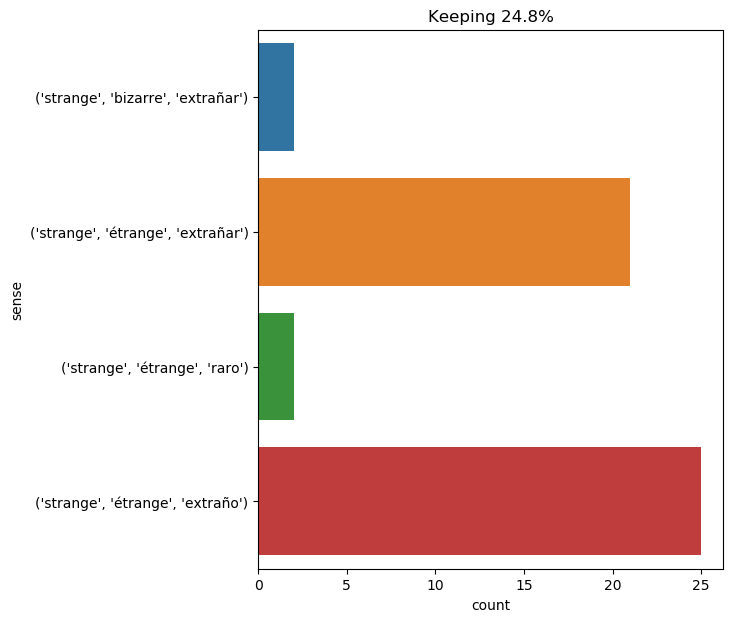 Keeping 24.8%
('strange', 'bizarre', 'extrañar')
('strange', 'étrange', 'extrañar')
('strange', 'étrange', 'raro')
('strange', 'étrange', 'extraño')
sense
0 5 10 15 20 25
count